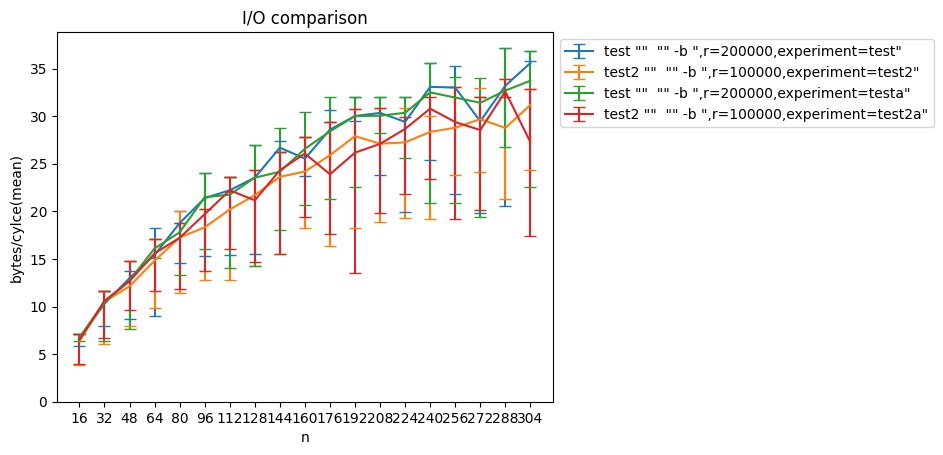 I/O comparison
bytes/cylce(mean)
35
30
25
20
15
10
5
0
16 32 48 64 80 96 112 128 144 160 176 192 208 224 240 256 272 288 304
n
test ""  "" -b ",r=200000,experiment=test"
test2 ""  "" -b ",r=100000,experiment=test2"
test ""  "" -b ",r=200000,experiment=testa"
test2 ""  "" -b ",r=100000,experiment=test2a"